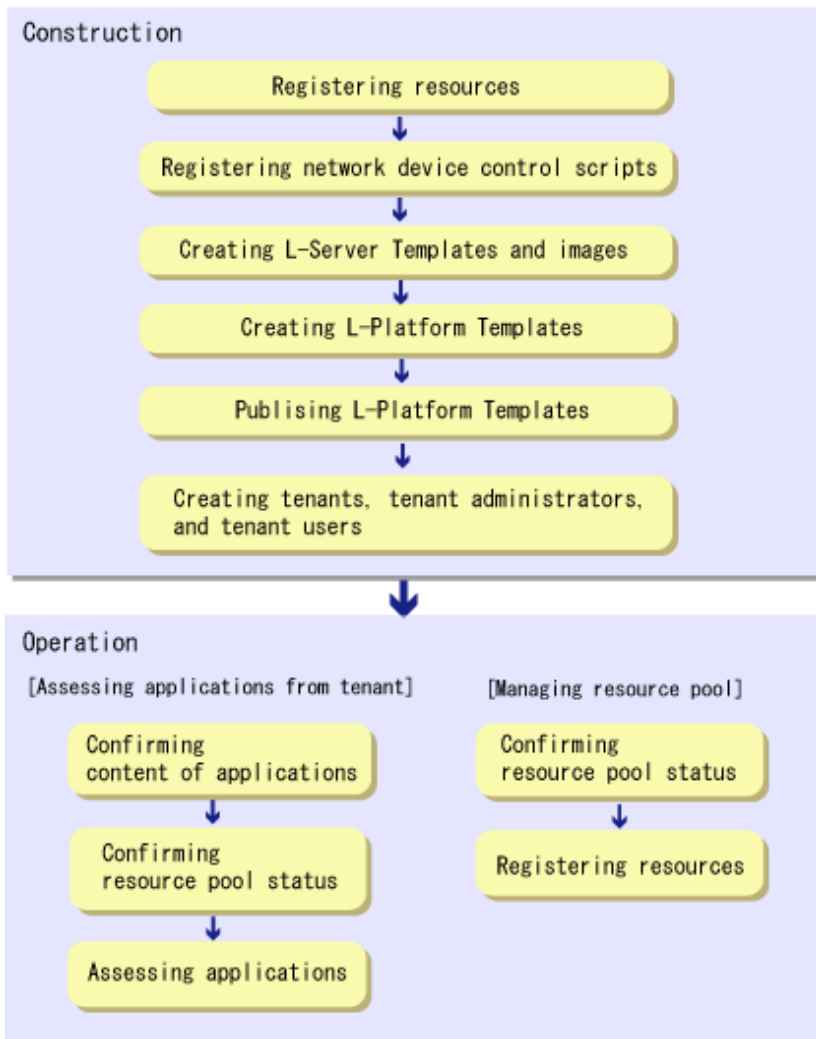 Construction
Registering resources
Registering network device control scripts
Creating L-Server Templates and images
Creating L-Platform Templates
Publising L-Platform Templates
Creating tenants, tenant administrators,
and tenant users
Operation
[Assessing applications from tenant]
Confirming
content of applications
Confirming
resource pool status
Assessing applications
[Managing resource pool]
Confirming
resource pool status
Registering resources